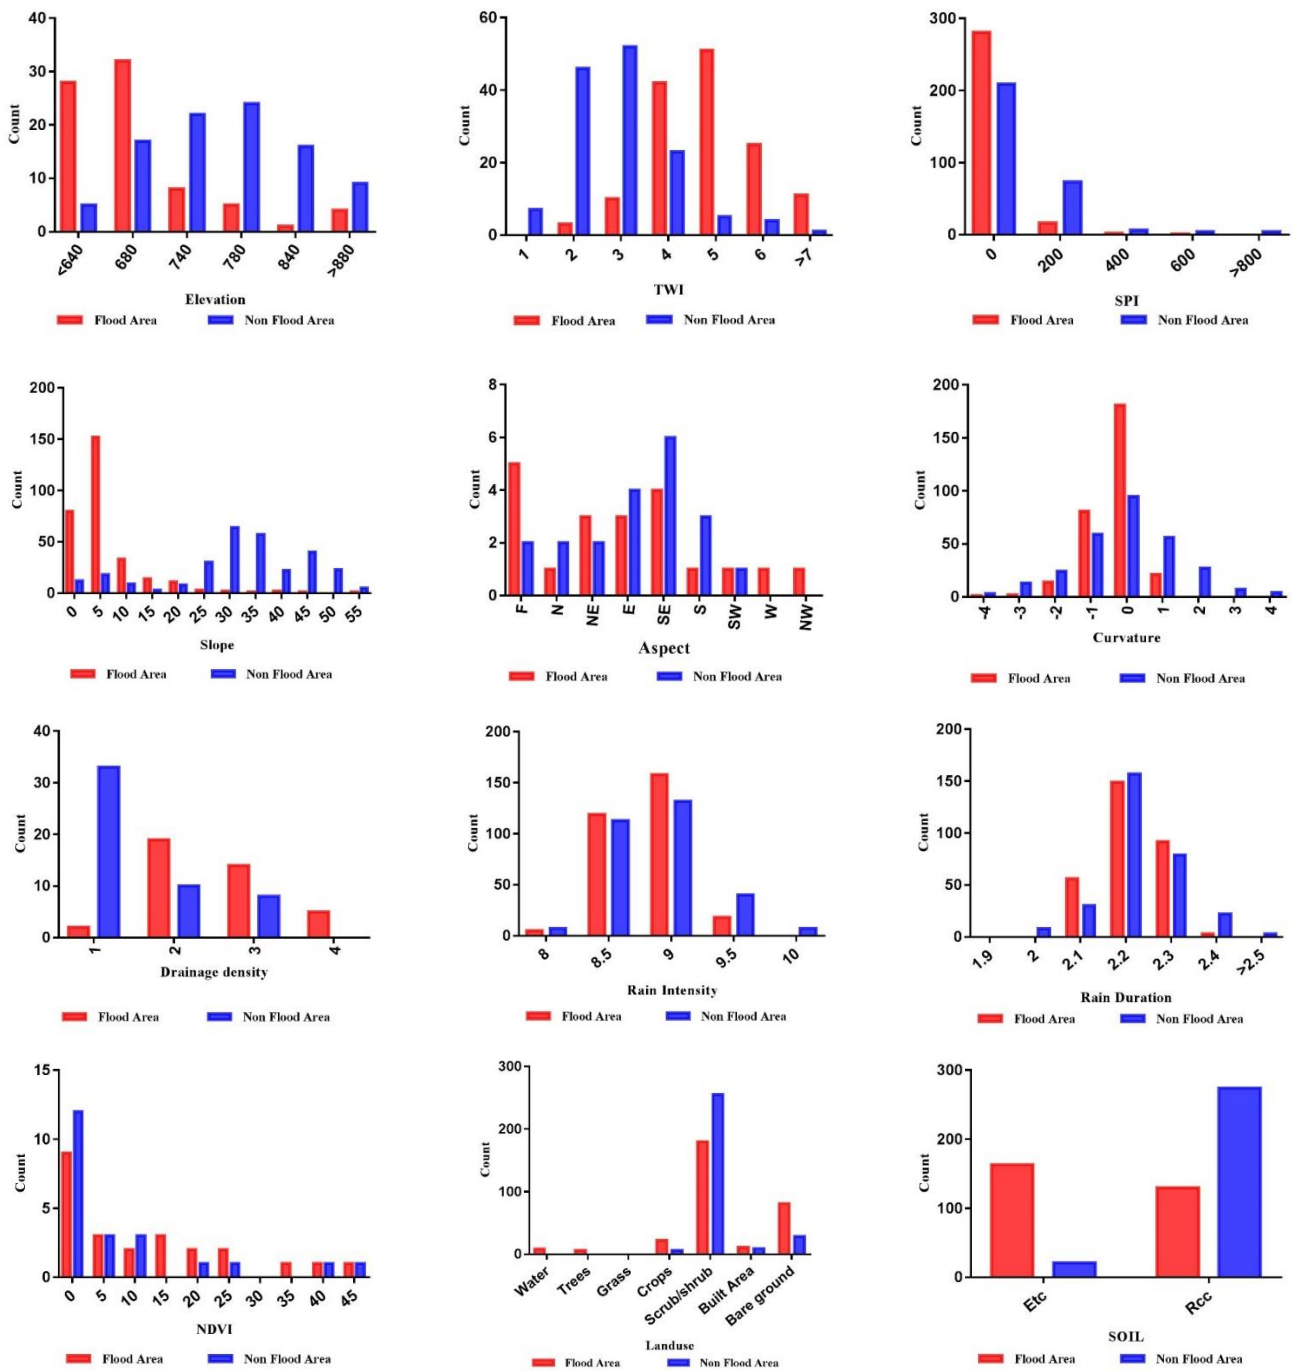 40
30
20
10
0
Count
<640
680
740
780
840
>880
Elevation
Flood Area
Non Flood Area
60
40
20
0
Count
1
2
3
4
5
6
>7
TWI
Flood Area
Non Flood Area
300
200
100
0
Count
0
200
400
600
>800
SPI
Flood Area
Non Flood Area
200
150
100
50
0
Count
0
5
10
15
20
25
30
35
40
45
50
55
Slope
Flood Area
Non Flood Area
8
6
4
2
0
Count
F
N
NE
E
SE
S
SW
W
NW
Aspect
Flood Area
Non Flood Area
200
150
100
50
0
Count
-4
-3
-2
-1
0
1
2
3
4
Curvature
Flood Area
Non Flood Area
40
30
20
10
0
Count
1
2
3
4
Drainage density
Flood Area
Non Flood Area
200
150
100
50
0
Count
8
8.5
9
9.5
10
Rain Intensity
Flood Area
Non Flood Area
200
150
100
50
0
Count
1.9
2
2.1
2.2
2.3
2.4
>2.5
Rain Duration
Flood Area
Non Flood Area
15
10
5
0
Count
0
5
10
15
20
25
30
35
40
45
NDVI
Flood Area
Non Flood Area
300
200
100
0
Count
Water
Trees
Grass
Crops
Scrub/shrub
Built Area
Bare ground
Landuse
Flood Area
Non Flood Area
300
200
100
0
Count
Etc
Rcc
SOIL
Flood Area
Non Flood Area